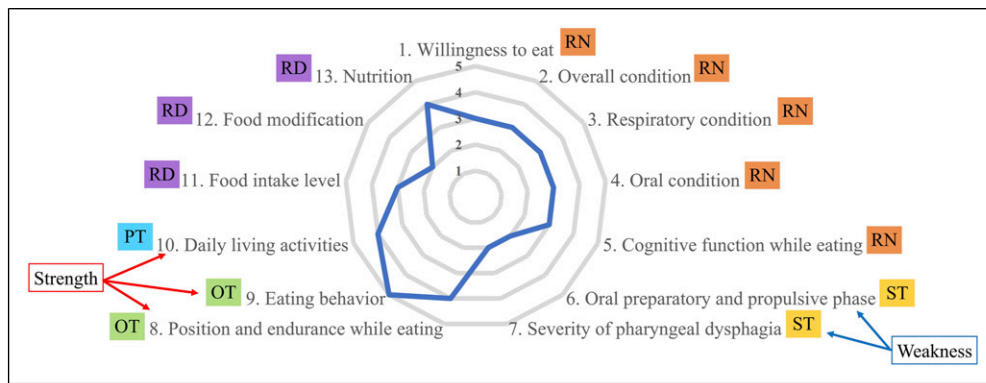 1. Willingness to eat RN
RD 13. Nutrition
2. Overall condition RN
RD 12. Food modification
3. Respiratory condition RN
RD 11. Food intake level
4. Oral condition RN
PT 10. Daily living activities
5. Cognitive function while eating RN
Strength
OT 9. Eating behavior
6. Oral preparatory and propulsive phase ST
OT 8. Position and endurance while eating
7. Severity of pharyngeal dysphagia ST
Weakness
5
4
3
2
1